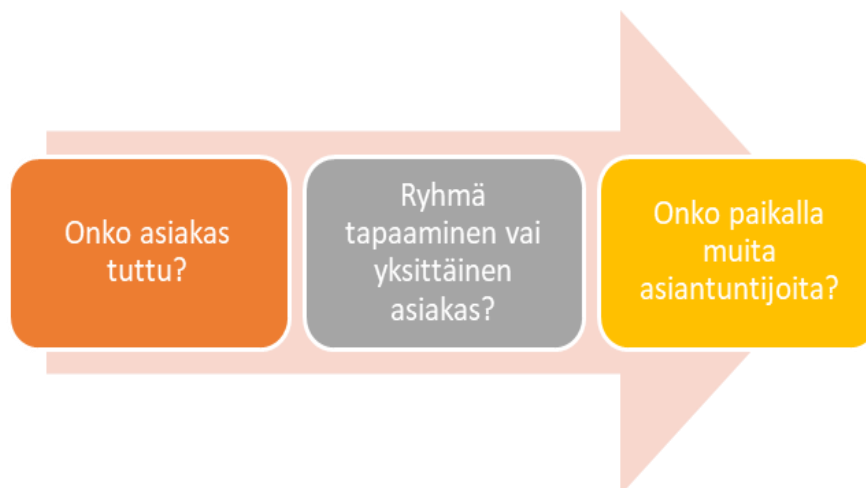 Onko asiakas
tuttu?
Ryhmä
tapaaminen vai
yksittäinen
asiakas?
Onko paikalla
muita
asiantuntijoita?